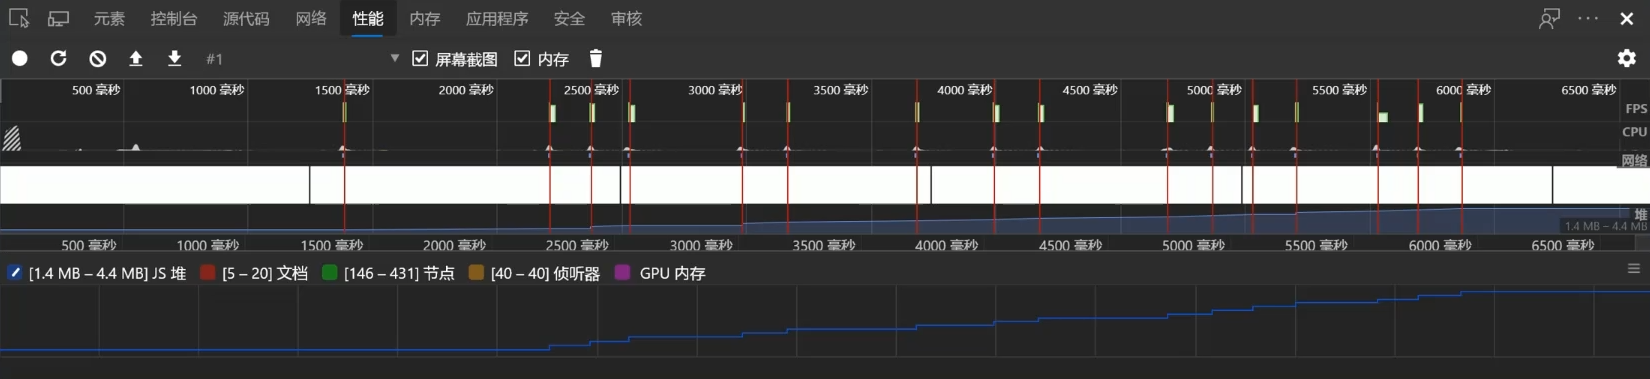 元素 控制台 源代码 网络 性能 内存 应用程序 安全 审核
#1 屏幕截图 内存
500 毫秒 1000 毫秒 1500 毫秒 2000 毫秒 2500 毫秒 3000 毫秒 3500 毫秒 4000 毫秒 4500 毫秒 5000 毫秒 5500 毫秒 6000 毫秒 6500 毫秒
FPS
CPU
网络
堆
1.4 MB – 4.4 MB
500 毫秒 1000 毫秒 1500 毫秒 2000 毫秒 2500 毫秒 3000 毫秒 3500 毫秒 4000 毫秒 4500 毫秒 5000 毫秒 5500 毫秒 6000 毫秒 6500 毫秒
[1.4 MB – 4.4 MB] JS 堆 [5 – 20] 文档 [146 – 431] 节点 [40 – 40] 侦听器 GPU 内存